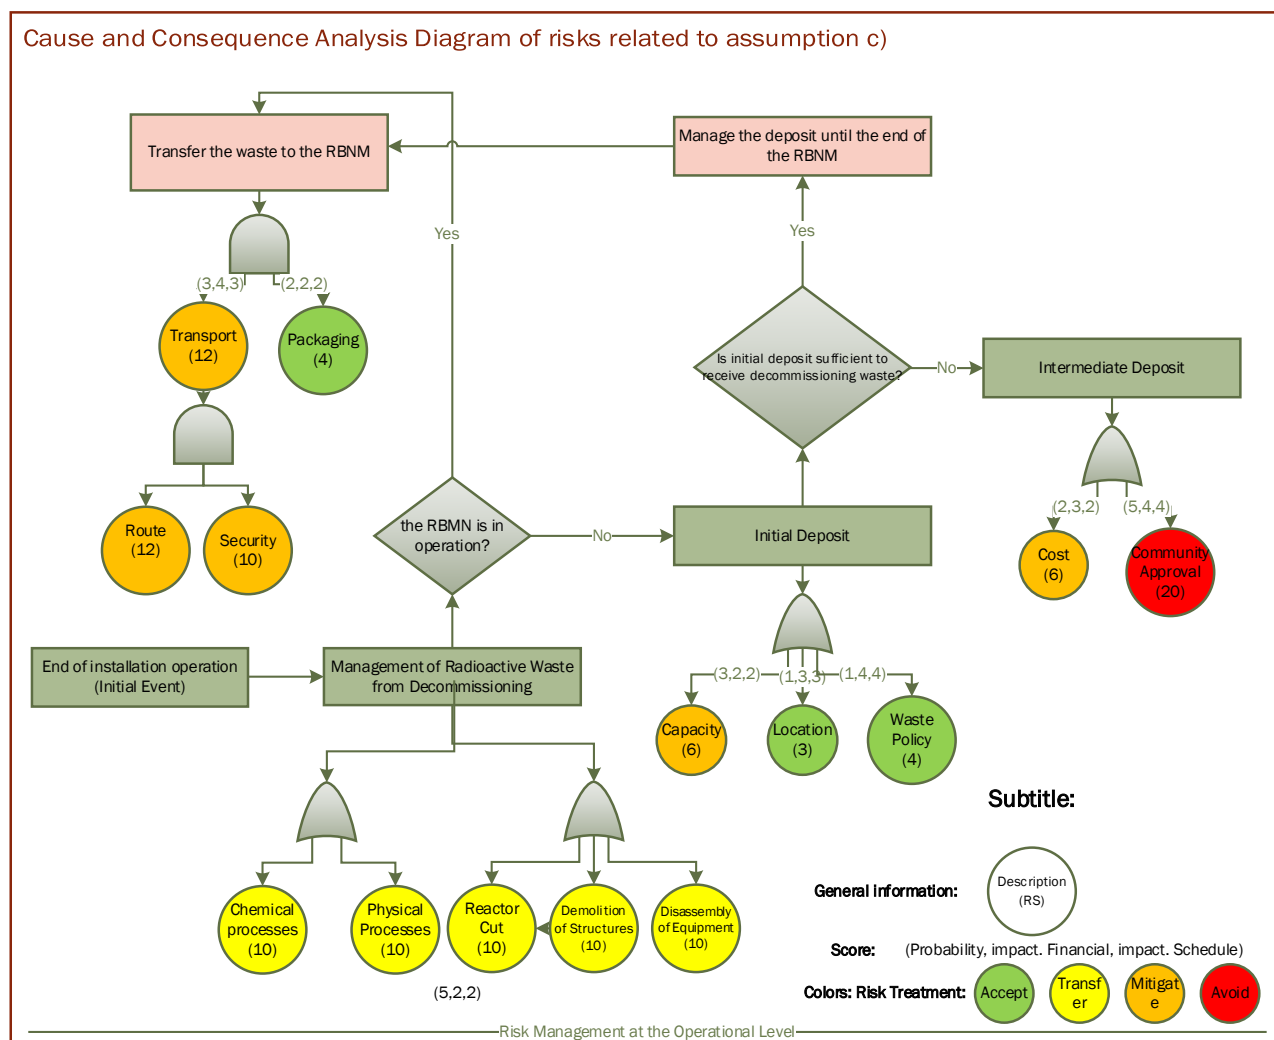 Cause and Consequence Analysis Diagram of risks related to assumption c)
Transfer the waste to the RBNM
Manage the deposit until the end of
the RBNM
Yes
Yes
(3,4,3)
(2,2,2)
Transport
(12)
Packaging
(4)
Is initial deposit sufficient to
receive decommissioning waste?
No
Intermediate Deposit
Route
(12)
Security
(10)
the RBMN is in
operation?
No
Initial Deposit
(2,3,2)
(5,4,4)
Cost
(6)
Community
Approval
(20)
End of installation operation
(Initial Event)
Management of Radioactive Waste
from Decommissioning
(3,2,2)
(1,3,3)
(1,4,4)
Capacity
(6)
Location
(3)
Waste
Policy
(4)
Chemical
processes
(10)
Physical
Processes
(10)
Reactor
Cut
(10)
Demolition
of Structures
(10)
Disassembly
of Equipment
(10)
(5,2,2)
Subtitle:
General information:
Description
(RS)
Score:
(Probability, impact. Financial, impact. Schedule)
Colors: Risk Treatment:
Accept
Transf
er
Mitigat
e
Avoid
Risk Management at the Operational Level